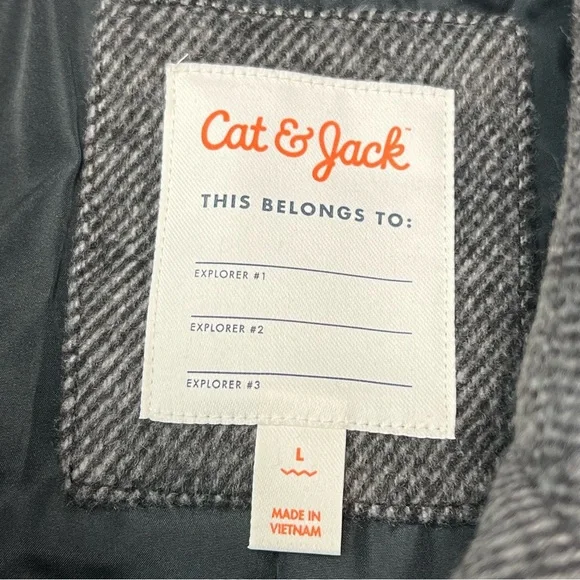 Cat & Jack™
THIS BELONGS TO:
EXPLORER #1
EXPLORER #2
EXPLORER #3
L
MADE IN
VIETNAM